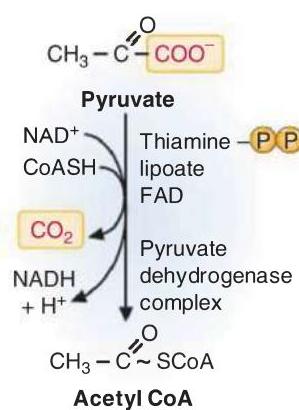 O
CH₃–C–COO⁻
Pyruvate
NAD⁺
CoASH
Thiamine – P P
lipoate
FAD
CO₂
NADH
+ H⁺
Pyruvate
dehydrogenase
complex
O
CH₃–C~SCoA
Acetyl CoA